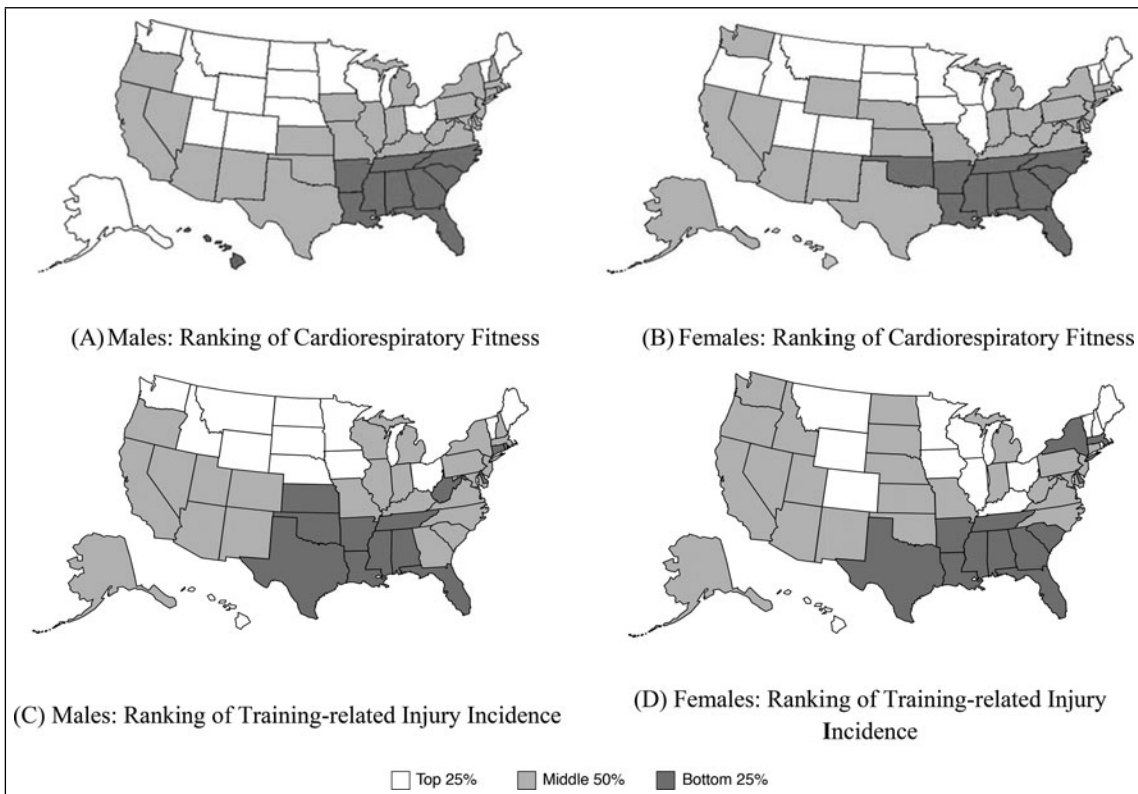 (A) Males: Ranking of Cardiorespiratory Fitness
(B) Females: Ranking of Cardiorespiratory Fitness
(C) Males: Ranking of Training-related Injury Incidence
(D) Females: Ranking of Training-related Injury
Incidence
Top 25%
Middle 50%
Bottom 25%